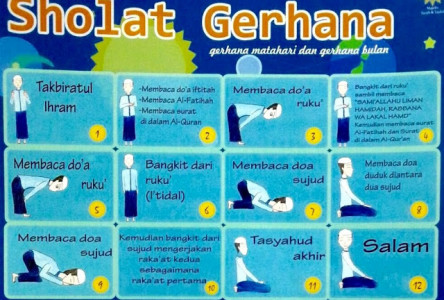 Sholat Gerhana
gerhana matahari dan gerhana bulan
Takbiratul
Ihram
1
-Membaca do'a iftitah
-Membaca Al-Fatihah
-Membaca surat
di dalam Al-Quran
2
Membaca do'a
ruku'
3
Bangkit dari ruku'
sambil membaca
"SAMI'ALLAHU LIMAN
HAMIDAH, RABBANA
WA LAKAL HAMD"
Kemudian membaca surat
Al-Fatihah dan Surat
di dalam Al-Qur'an
4
Membaca do'a
ruku'
5
Bangkit dari
ruku'
(I'tidal)
6
Membaca doa
sujud
7
Membaca doa
duduk diantara
dua sujud
8
Membaca doa
sujud
9
Kemudian bangkit dari
sujud mengerjakan
raka'at kedua
sebagaimana
raka'at pertama
10
Tasyahud
akhir
11
Salam
12